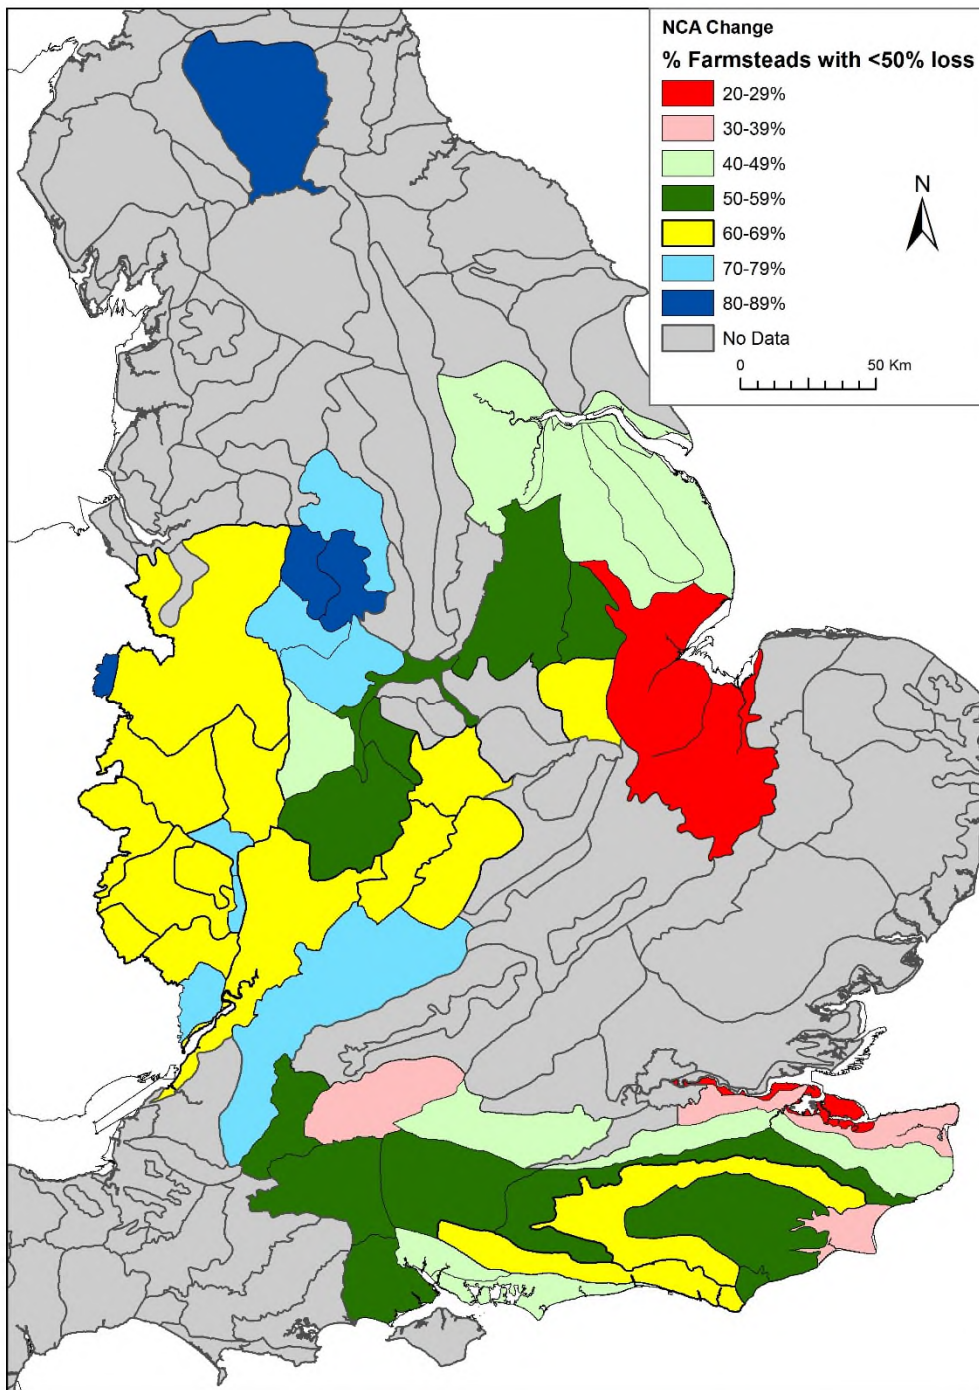 NCA Change
% Farmsteads with <50% loss
20-29%
30-39%
40-49%
50-59%
60-69%
70-79%
80-89%
No Data
N
0 50 Km